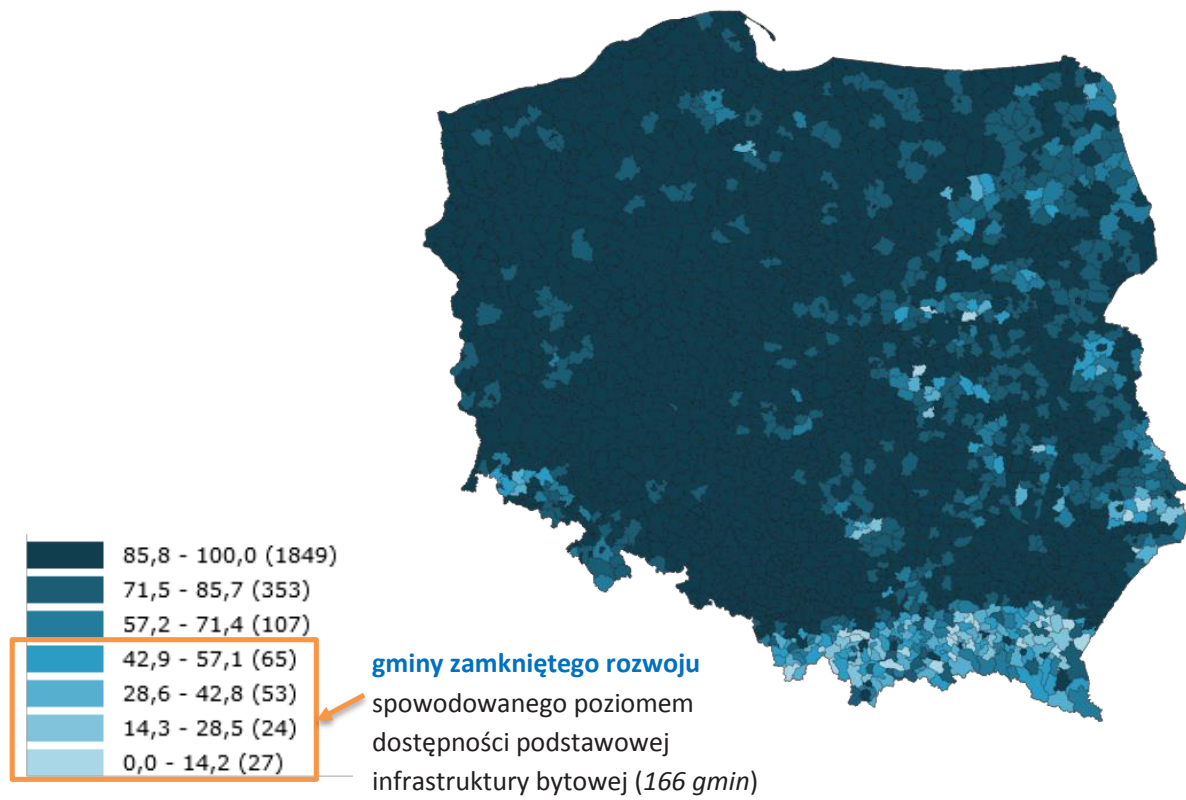 85,8 - 100,0 (1849)
71,5 - 85,7 (353)
57,2 - 71,4 (107)
42,9 - 57,1 (65)
28,6 - 42,8 (53)
14,3 - 28,5 (24)
0,0 - 14,2 (27)
gminy zamkniętego rozwoju
spowodowanego poziomem
dostępności podstawowej
infrastruktury bytowej (166 gmin)